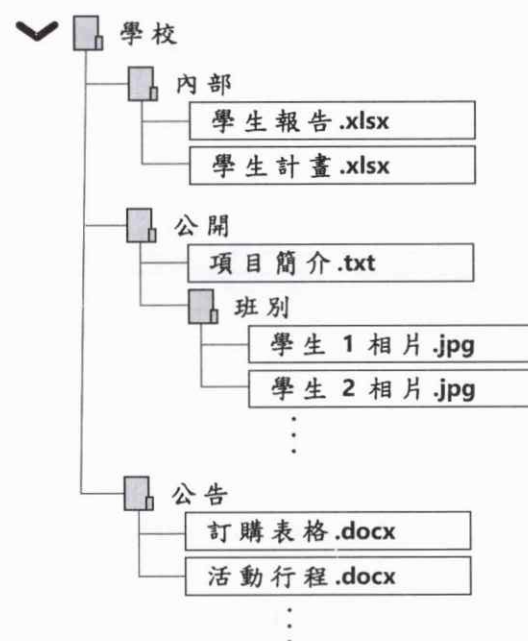 學校
內部
學生報告.xlsx
學生計畫.xlsx
公開
項目簡介.txt
班別
學生 1 相片.jpg
學生 2 相片.jpg
公告
訂購表格.docx
活動行程.docx